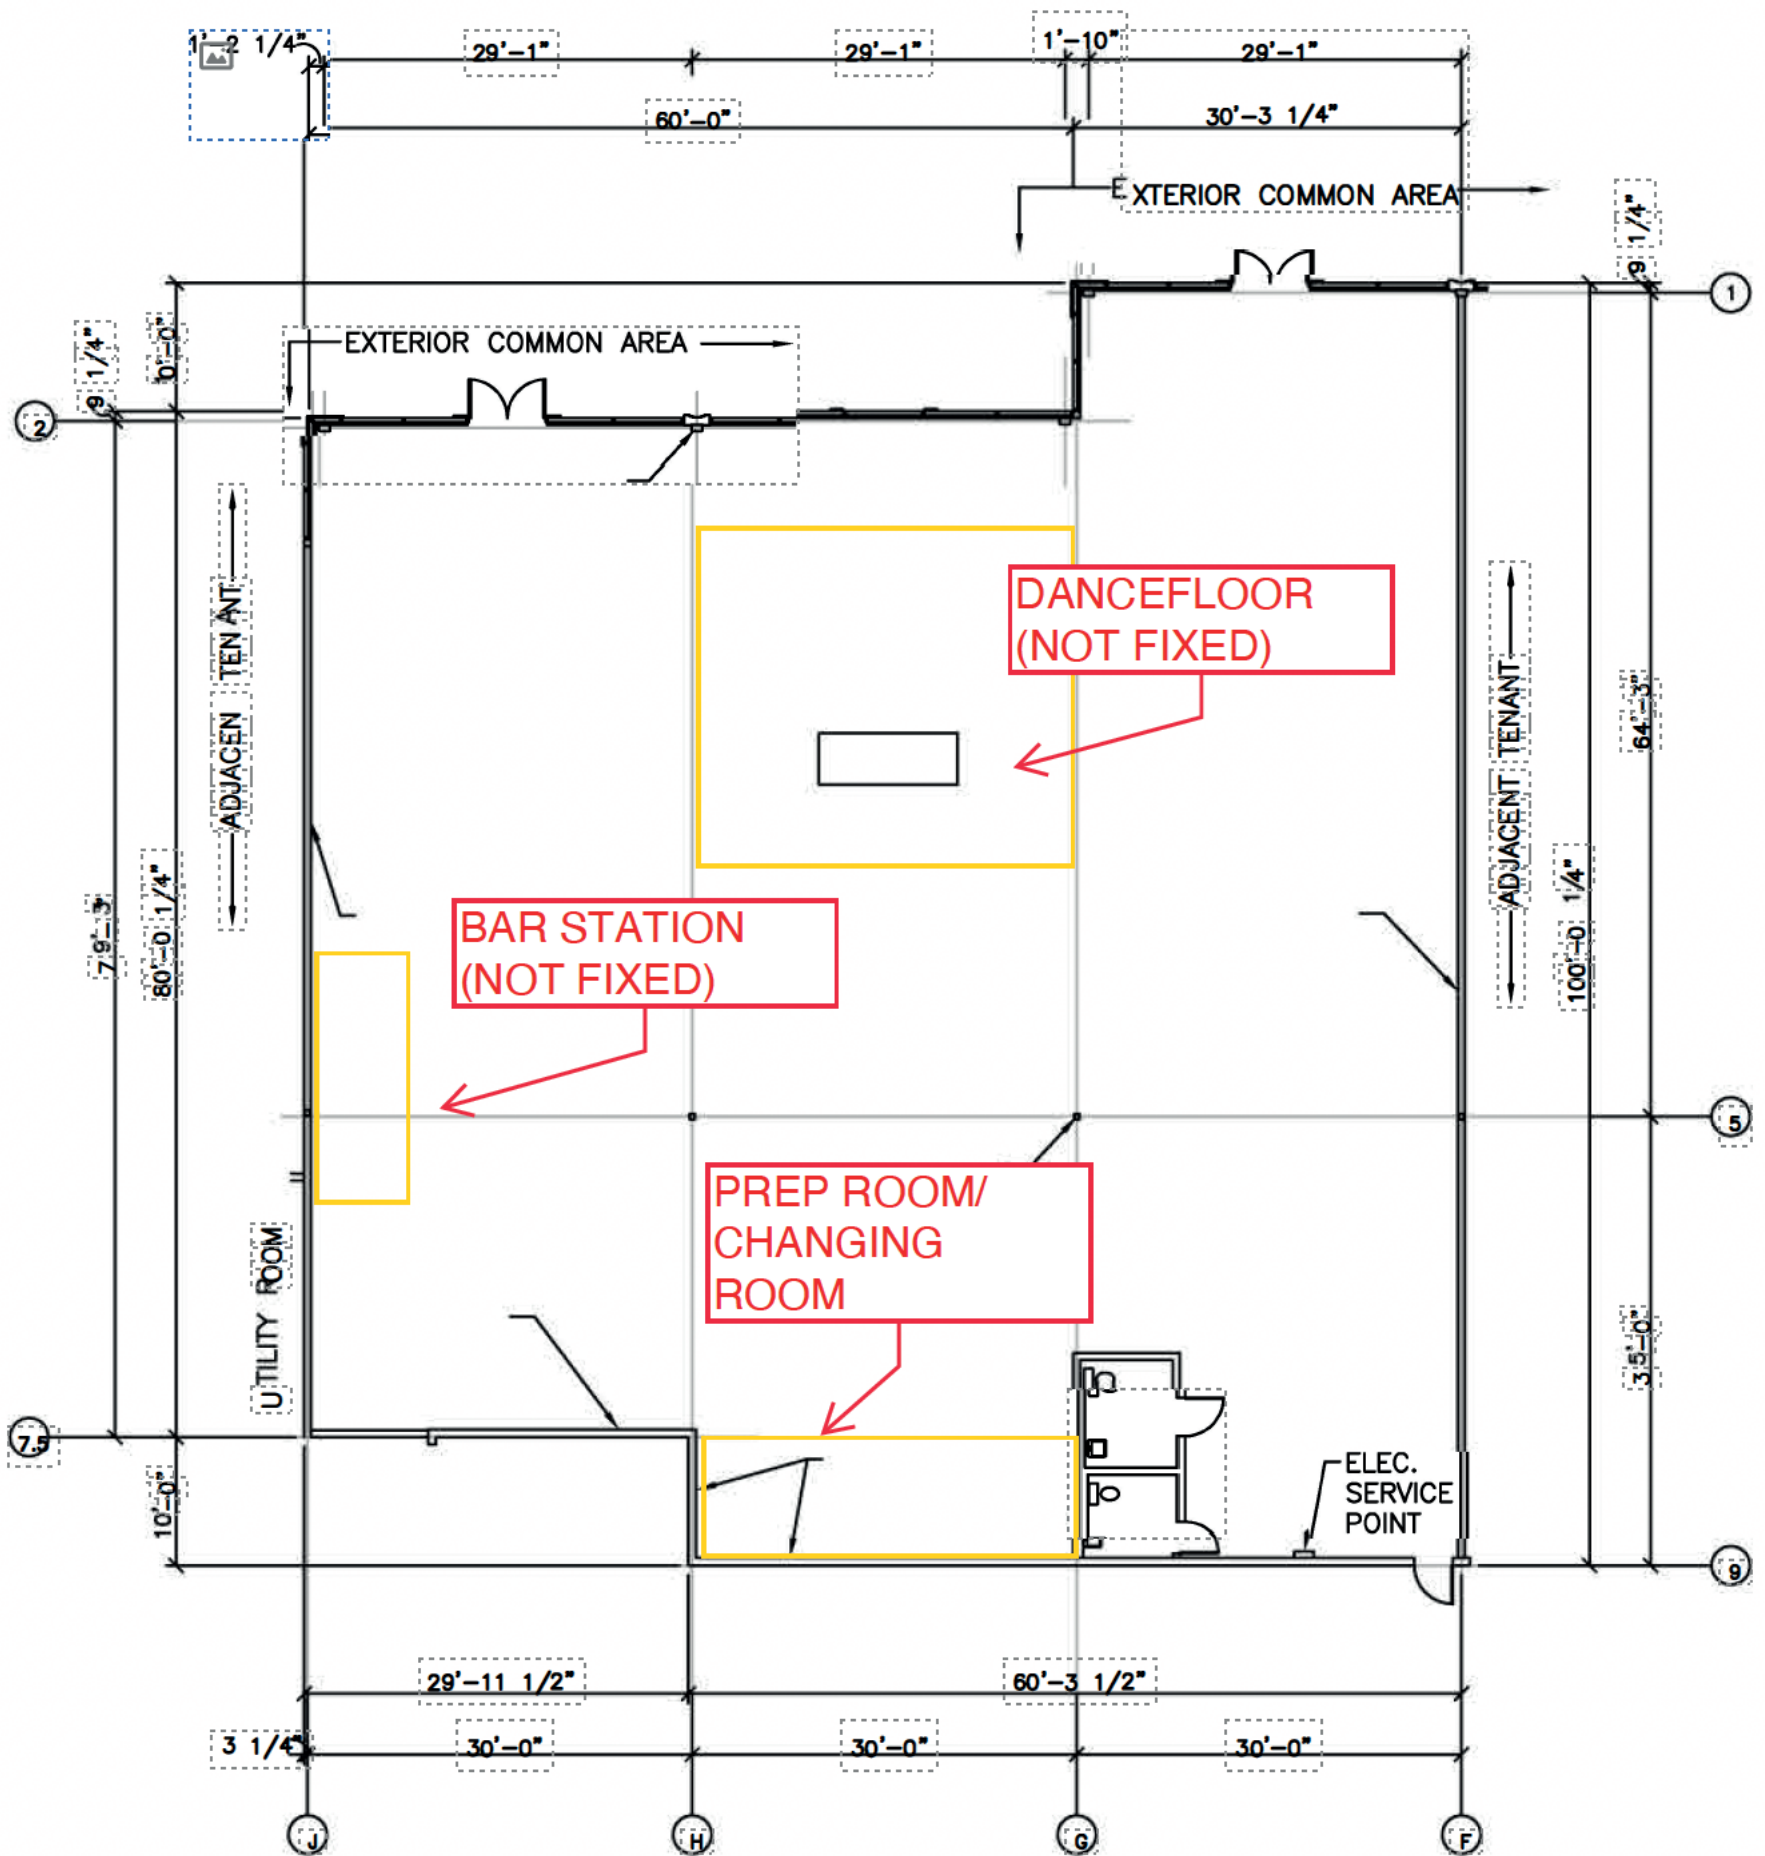 1'-2 1/4"
29'-1"
29'-1"
1'-10"
29'-1"
60'-0"
30'-3 1/4"
EXTERIOR COMMON AREA
9 1/4"
1
EXTERIOR COMMON AREA
9 1/4"
10'-0"
2
ADJACEN TENANT
DANCEFLOOR
(NOT FIXED)
ADJACENT TENANT
64'-3"
79'-3"
80'-0 1/4"
BAR STATION
(NOT FIXED)
100'-0 1/4"
5
PREP ROOM/
CHANGING
ROOM
UTILITY ROOM
35'-0"
7.5
10'-0"
ELEC.
SERVICE
POINT
9
29'-11 1/2"
60'-3 1/2"
3 1/4"
30'-0"
30'-0"
30'-0"
J
H
G
F